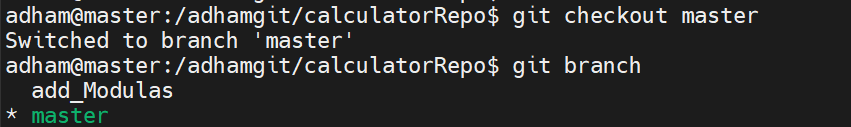 adham@master:/adhamgit/calculatorRepo$ git checkout master
Switched to branch 'master'
adham@master:/adhamgit/calculatorRepo$ git branch
  add_Modulas
* master